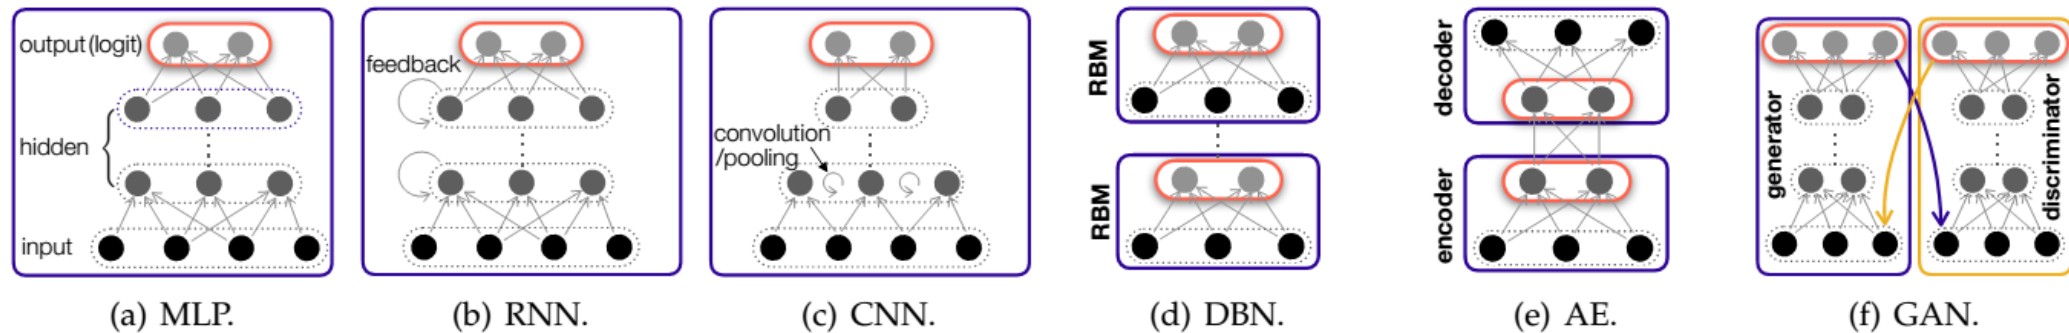 output(logit)
hidden
input
(a) MLP.
feedback
(b) RNN.
convolution
/pooling
(c) CNN.
RBM
RBM
(d) DBN.
decoder
encoder
(e) AE.
generator
discriminator
(f) GAN.